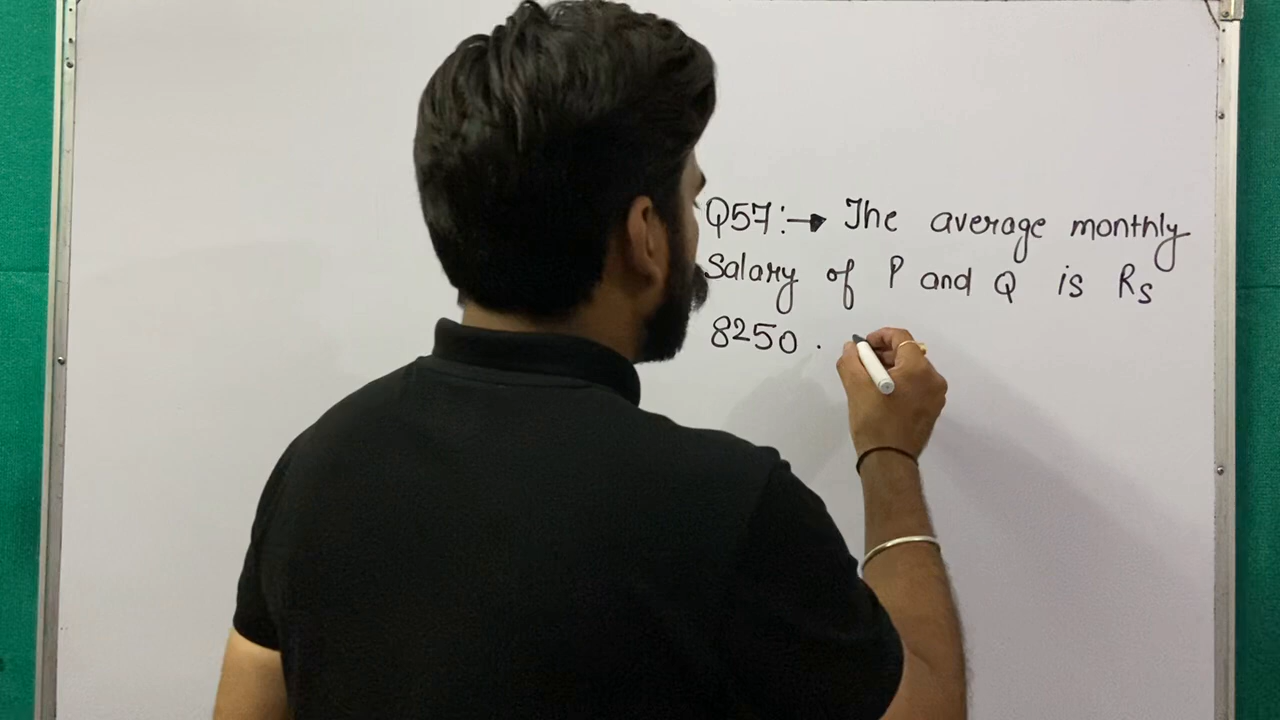 Q57:→ The average monthly
Salary of P and Q is Rs
8250.